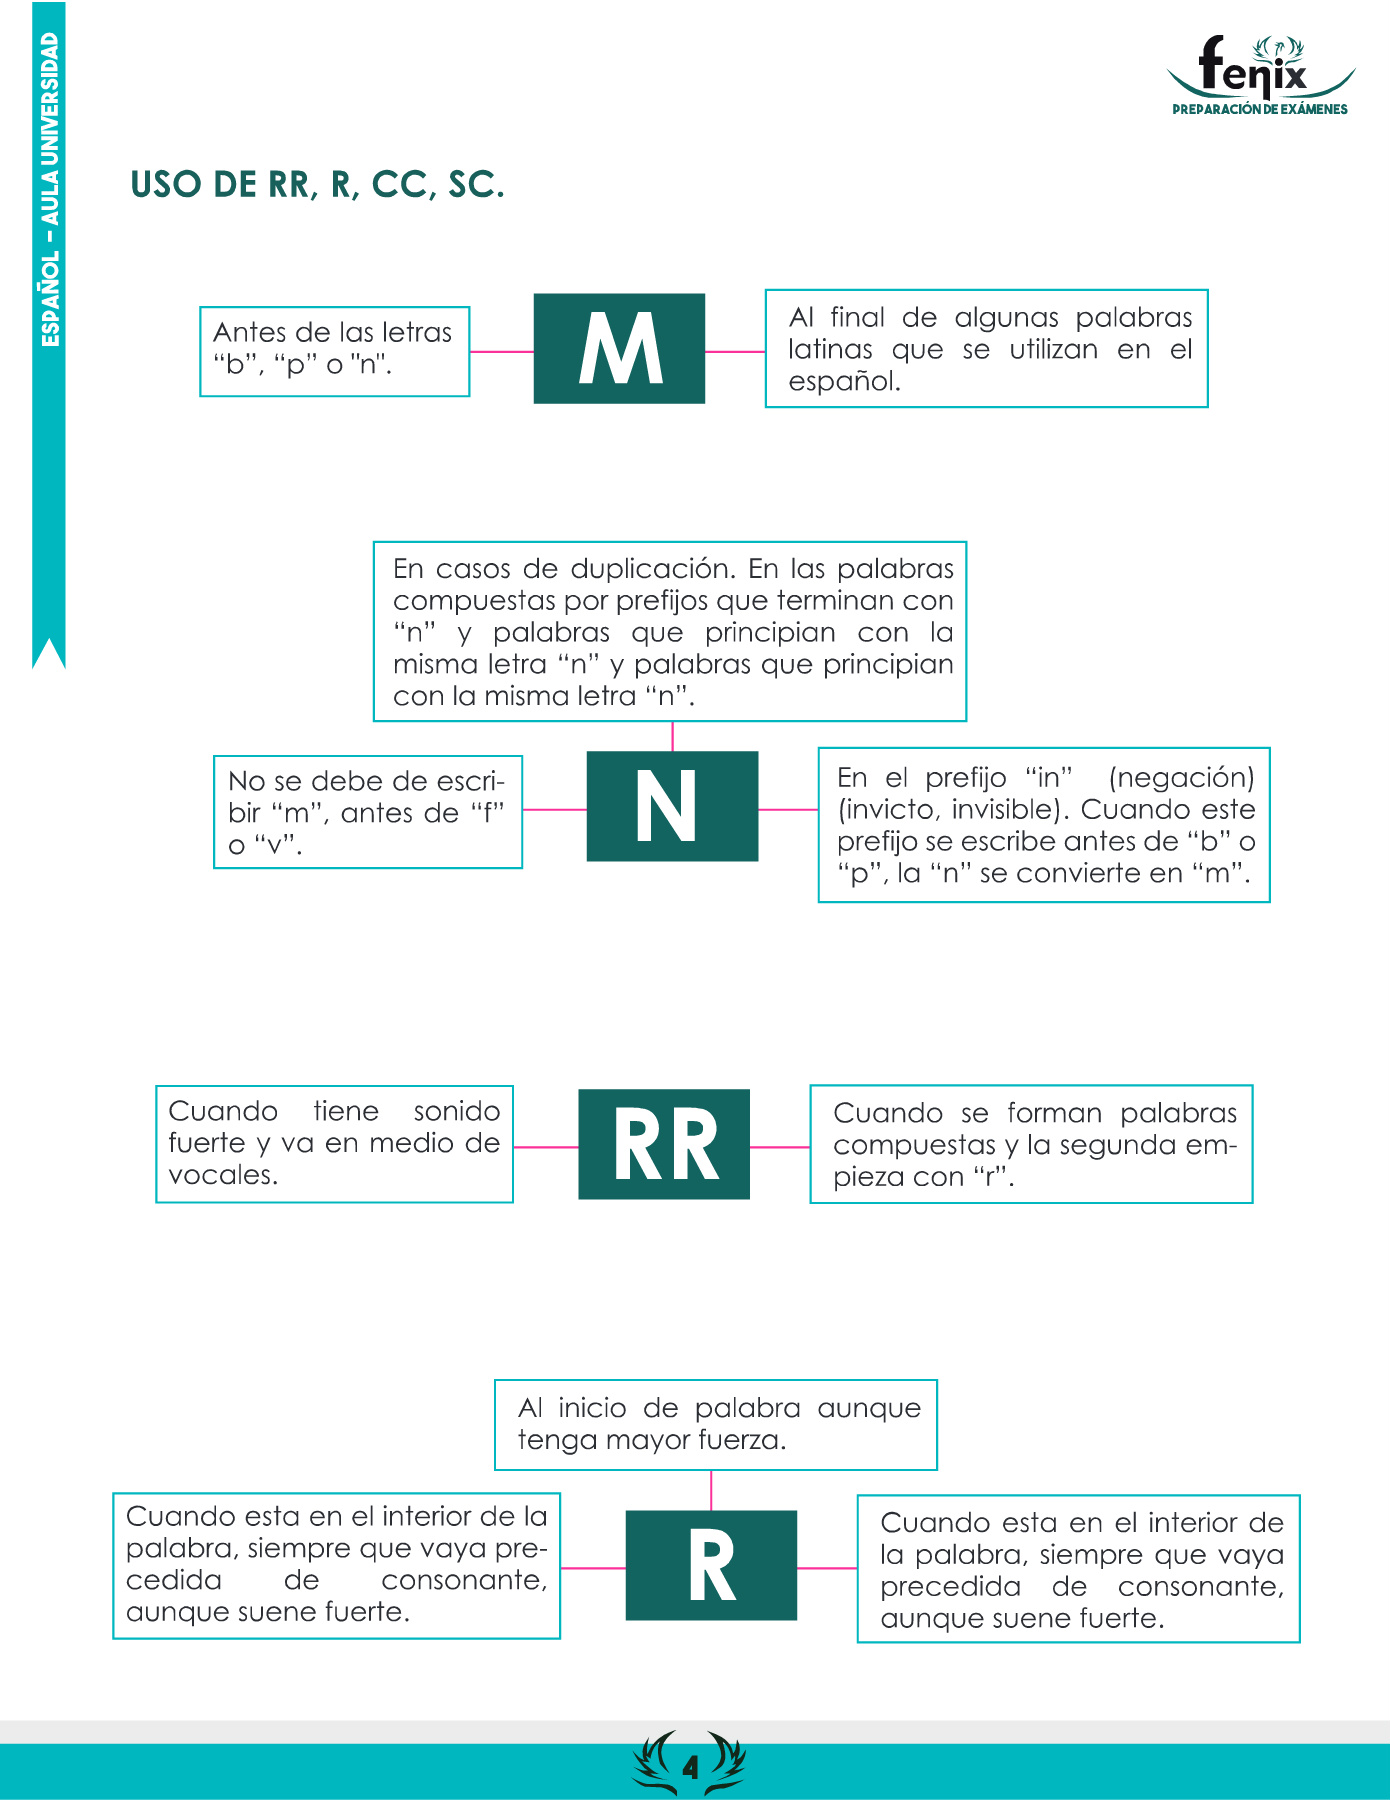 ESPAÑOL - AULA UNIVERSIDAD
fenix
PREPARACIÓN DE EXÁMENES
USO DE RR, R, CC, SC.
Antes de las letras
“b”, “p” o "n".
M
Al final de algunas palabras
latinas que se utilizan en el
español.
En casos de duplicación. En las palabras
compuestas por prefijos que terminan con
“n” y palabras que principian con la
misma letra “n” y palabras que principian
con la misma letra “n”.
No se debe de escri-
bir “m”, antes de “f”
o “v”.
N
En el prefijo “in” (negación)
(invicto, invisible). Cuando este
prefijo se escribe antes de “b” o
“p”, la “n” se convierte en “m”.
Cuando tiene sonido
fuerte y va en medio de
vocales.
RR
Cuando se forman palabras
compuestas y la segunda em-
pieza con “r”.
Al inicio de palabra aunque
tenga mayor fuerza.
Cuando esta en el interior de la
palabra, siempre que vaya pre-
cedida de consonante,
aunque suene fuerte.
R
Cuando esta en el interior de
la palabra, siempre que vaya
precedida de consonante,
aunque suene fuerte.
4